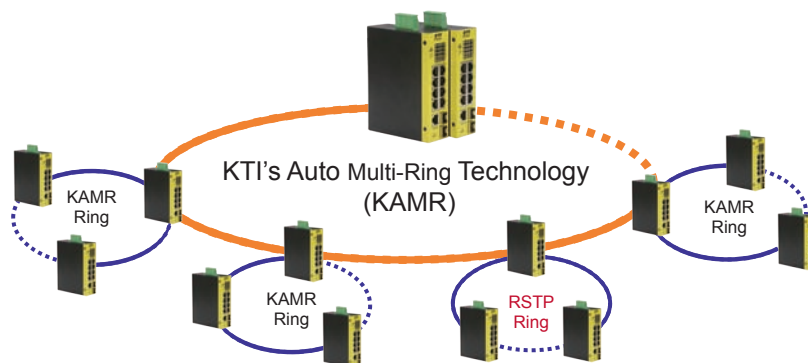 KTI's Auto Multi-Ring Technology
(KAMR)
KAMR
Ring
KAMR
Ring
KAMR
Ring
RSTP
Ring